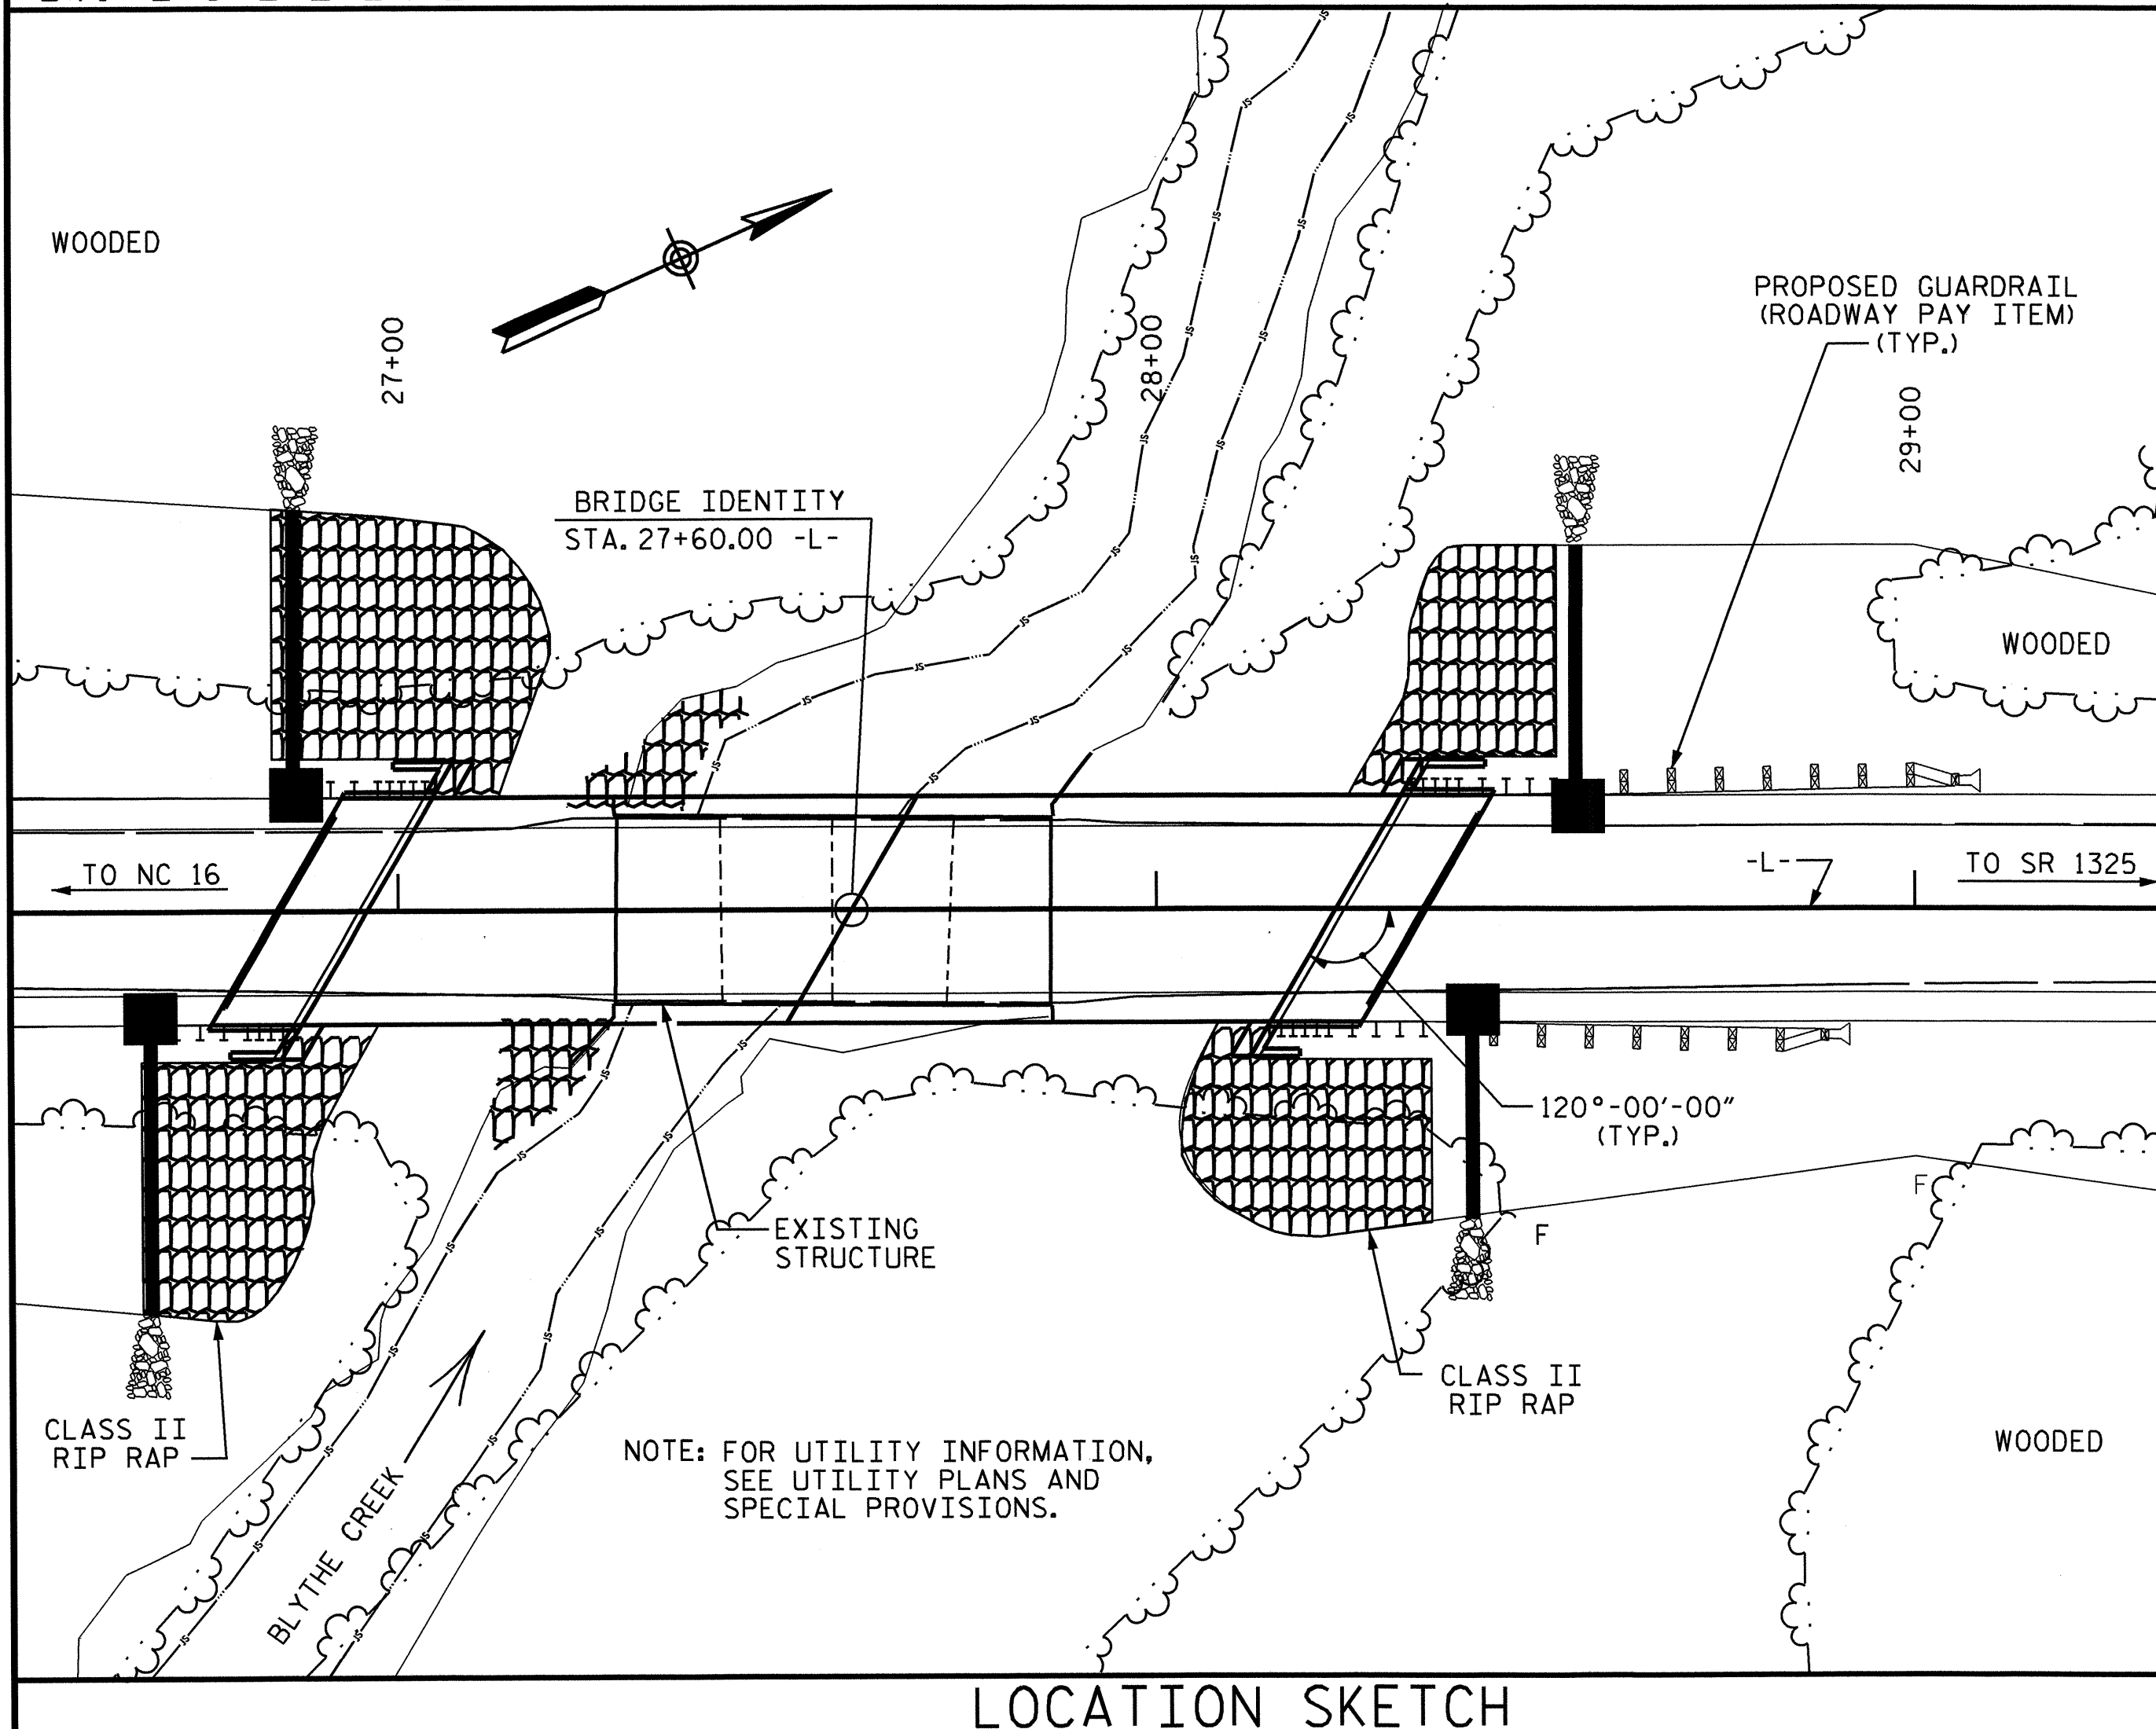 WOODED
27+00
28+00
PROPOSED GUARDRAIL
(ROADWAY PAY ITEM)
(TYP.)
29+00
BRIDGE IDENTITY
STA. 27+60.00 -L-
WOODED
TO NC 16
-L-
TO SR 1325
120°-00'-00"
(TYP.)
F
F
EXISTING
STRUCTURE
CLASS II
RIP RAP
CLASS II
RIP RAP
BLYTHE CREEK
NOTE: FOR UTILITY INFORMATION,
SEE UTILITY PLANS AND
SPECIAL PROVISIONS.
WOODED
LOCATION SKETCH